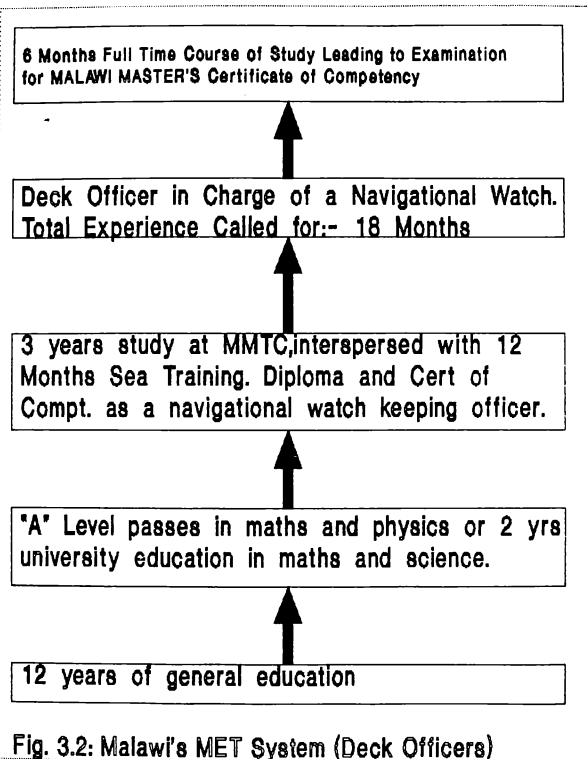 6 Months Full Time Course of Study Leading to Examination
for MALAWI MASTER'S Certificate of Competency
Deck Officer in Charge of a Navigational Watch.
Total Experience Called for:- 18 Months
3 years study at MMTC,interspersed with 12
Months Sea Training. Diploma and Cert of
Compt. as a navigational watch keeping officer.
"A" Level passes in maths and physics or 2 yrs
university education in maths and science.
12 years of general education
Fig. 3.2: Malawi's MET System (Deck Officers)